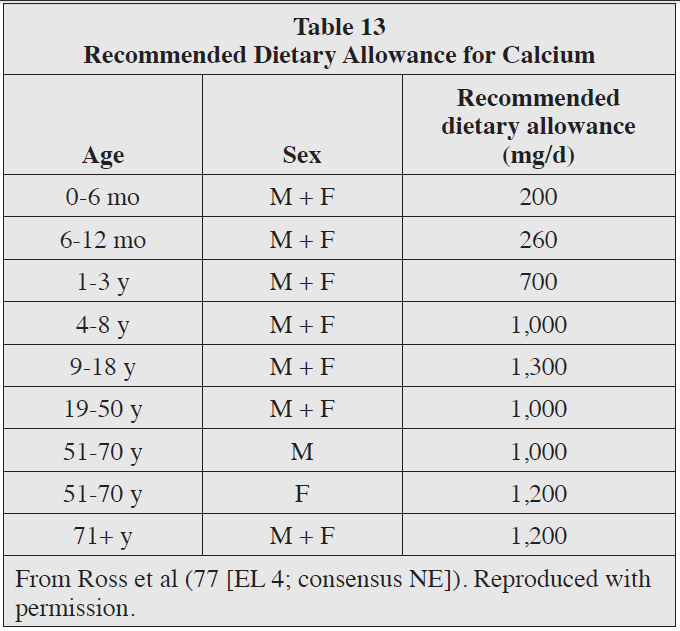 Table 13
Recommended Dietary Allowance for Calcium
Age Sex Recommended
dietary allowance
(mg/d)
0-6 mo M + F 200
6-12 mo M + F 260
1-3 y M + F 700
4-8 y M + F 1,000
9-18 y M + F 1,300
19-50 y M + F 1,000
51-70 y M 1,000
51-70 y F 1,200
71+ y M + F 1,200
From Ross et al (77 [EL 4; consensus NE]). Reproduced with
permission.